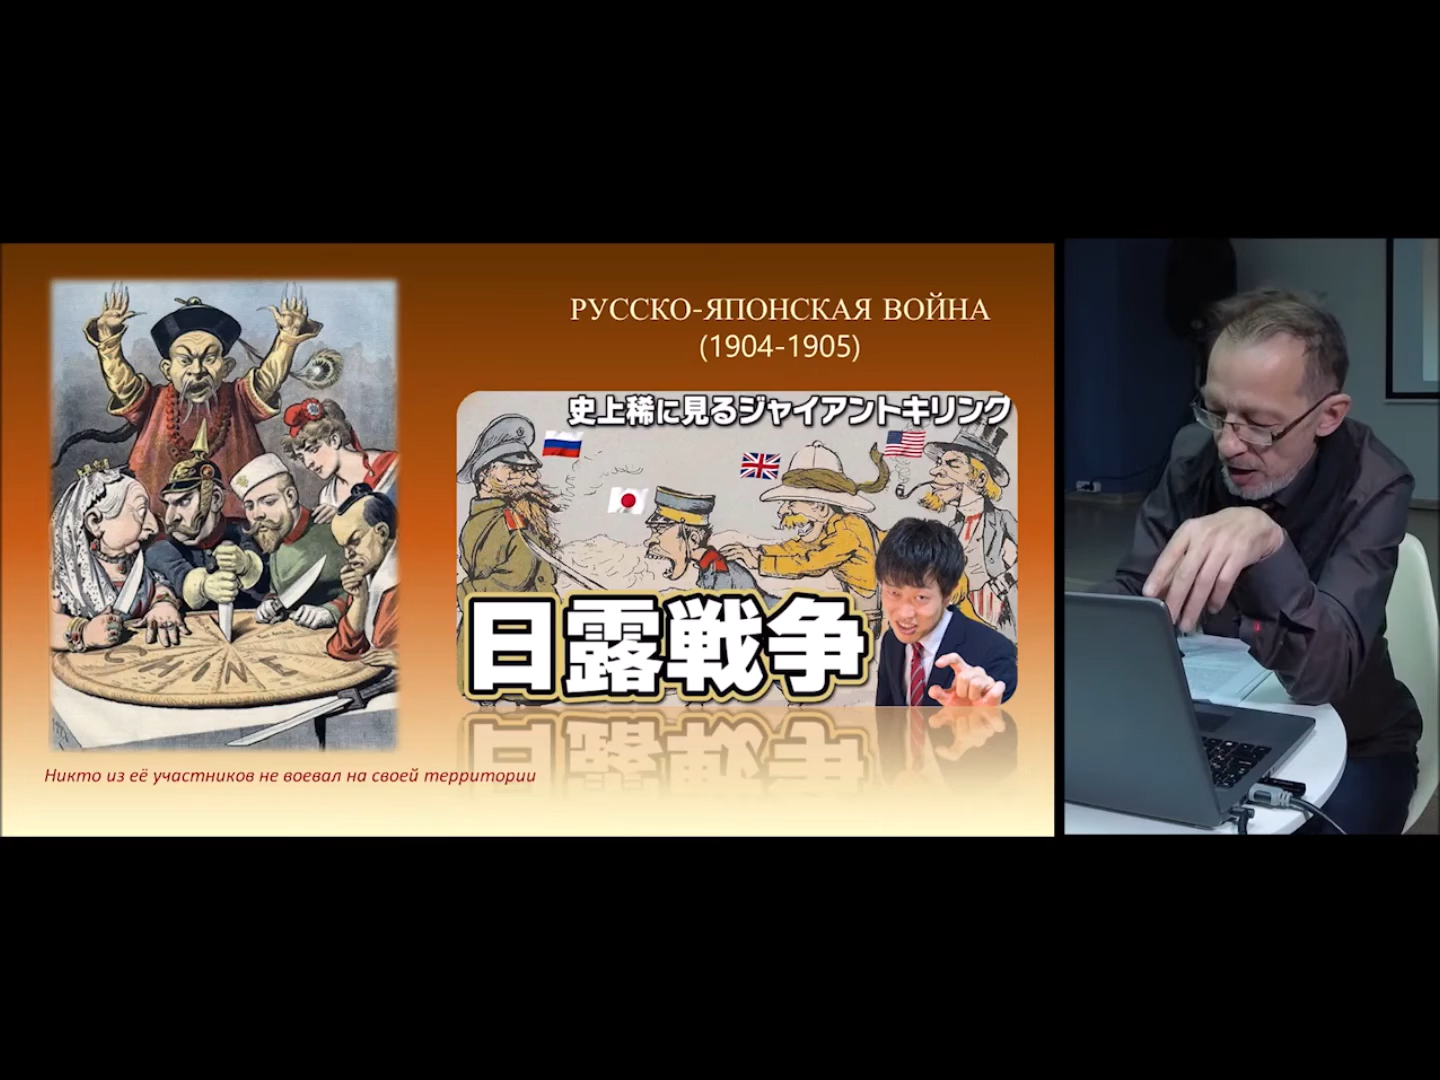 РУССКО-ЯПОНСКАЯ ВОЙНА
(1904-1905)
史上稀に見るジャイアントキリング
日露戦争
CHINE
Никто из её участников не воевал на своей территории